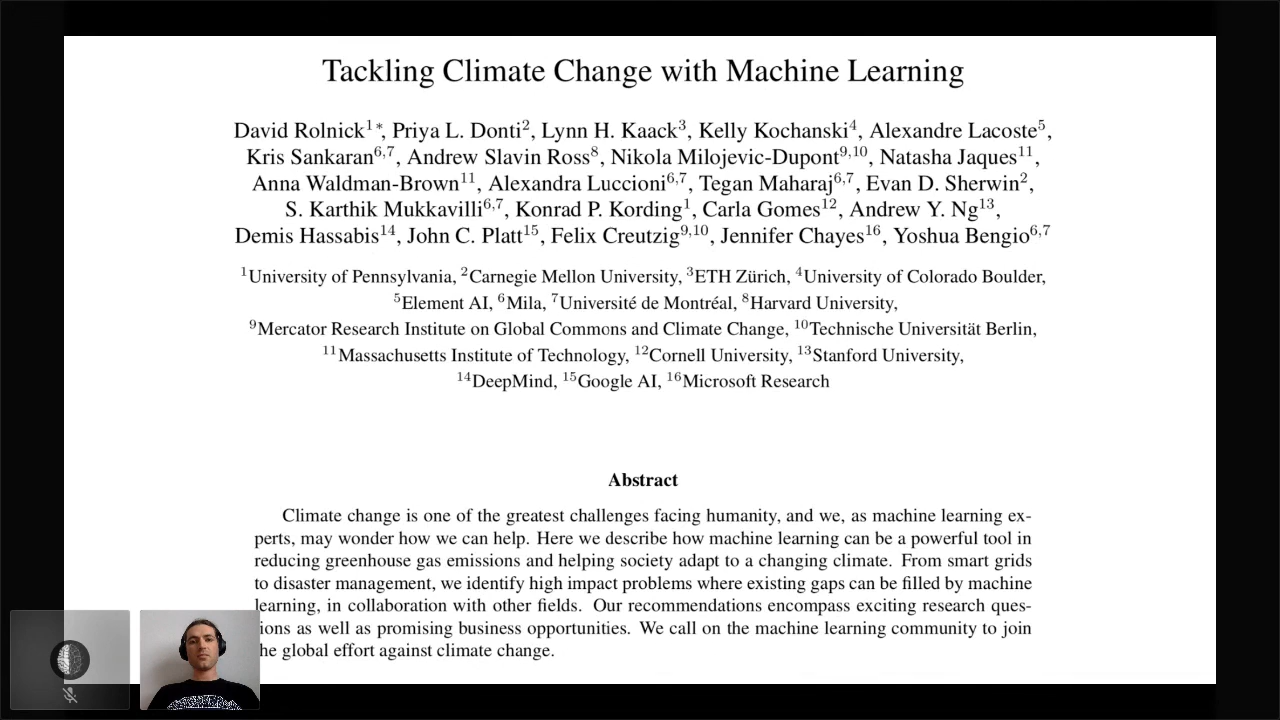 Tackling Climate Change with Machine Learning
David Rolnick1*, Priya L. Donti2, Lynn H. Kaack3, Kelly Kochanski4, Alexandre Lacoste5,
Kris Sankaran6,7, Andrew Slavin Ross8, Nikola Milojevic-Dupont9,10, Natasha Jaques11,
Anna Waldman-Brown11, Alexandra Luccioni6,7, Tegan Maharaj6,7, Evan D. Sherwin2,
S. Karthik Mukkavilli6,7, Konrad P. Kording1, Carla Gomes12, Andrew Y. Ng13,
Demis Hassabis14, John C. Platt15, Felix Creutzig9,10, Jennifer Chayes16, Yoshua Bengio6,7
1University of Pennsylvania, 2Carnegie Mellon University, 3ETH Zürich, 4University of Colorado Boulder,
5Element AI, 6Mila, 7Université de Montréal, 8Harvard University,
9Mercator Research Institute on Global Commons and Climate Change, 10Technische Universität Berlin,
11Massachusetts Institute of Technology, 12Cornell University, 13Stanford University,
14DeepMind, 15Google AI, 16Microsoft Research
Abstract
Climate change is one of the greatest challenges facing humanity, and we, as machine learning ex-
perts, may wonder how we can help. Here we describe how machine learning can be a powerful tool in
reducing greenhouse gas emissions and helping society adapt to a changing climate. From smart grids
to disaster management, we identify high impact problems where existing gaps can be filled by machine
learning, in collaboration with other fields. Our recommendations encompass exciting research ques-
ions as well as promising business opportunities. We call on the machine learning community to join
he global effort against climate change.